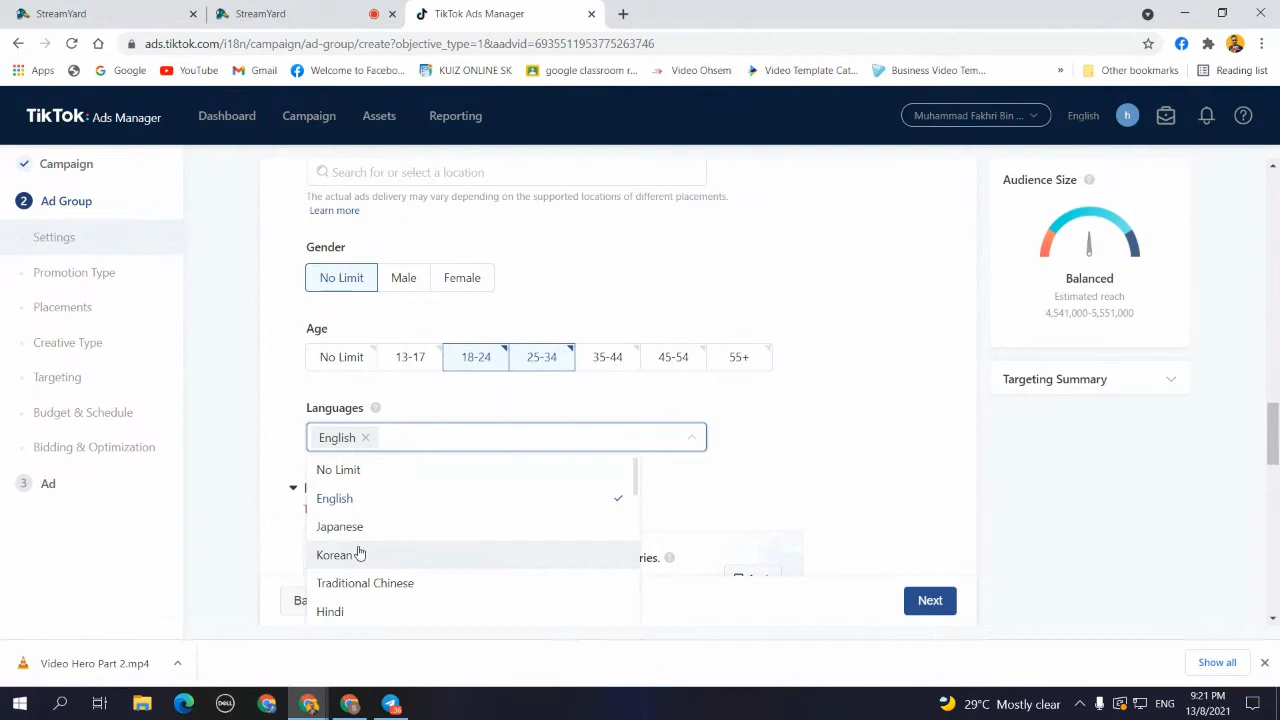 StreamYard
StreamYard
TikTok Ads Manager
ads.tiktok.com/i18n/campaign/ad-group/create?objective_type=1&aadvid=6935511953775263746
Apps
Google
YouTube
Gmail
Welcome to Facebo...
KUIZ ONLINE SK
google classroom r...
Video Ohsem
Video Template Cat...
Business Video Tem...
»
Other bookmarks
Reading list
TikTok: Ads Manager
Dashboard
Campaign
Assets
Reporting
Muhammad Fakhri Bin ...
English
h
Campaign
2 Ad Group
Settings
Promotion Type
Placements
Creative Type
Targeting
Budget & Schedule
Bidding & Optimization
3 Ad
Search for or select a location
The actual ads delivery may vary depending on the supported locations of different placements.
Learn more
Gender
No Limit Male Female
Age
No Limit 13-17 18-24 25-34 35-44 45-54 55+
Languages
English ×
No Limit
English
Japanese
Korean
Traditional Chinese
Hindi
ries.
Ba
Next
Audience Size
Balanced
Estimated reach
4,541,000-5,551,000
Targeting Summary
Video Hero Part 2.mp4
Show all
29°C Mostly clear
ENG
9:21 PM
13/8/2021